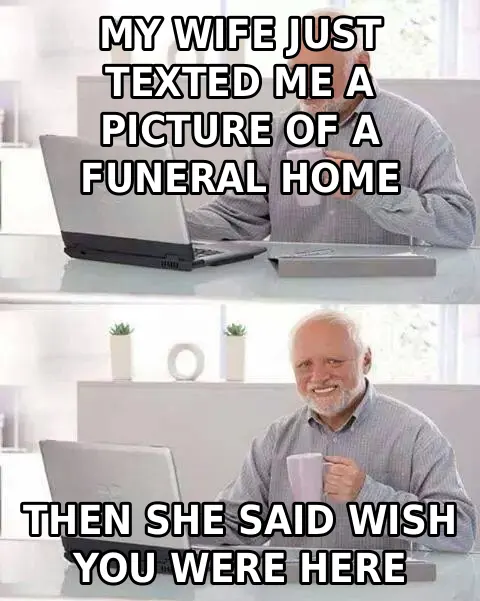 MY WIFE JUST
TEXTED ME A
PICTURE OF A
FUNERAL HOME
THEN SHE SAID WISH
YOU WERE HERE